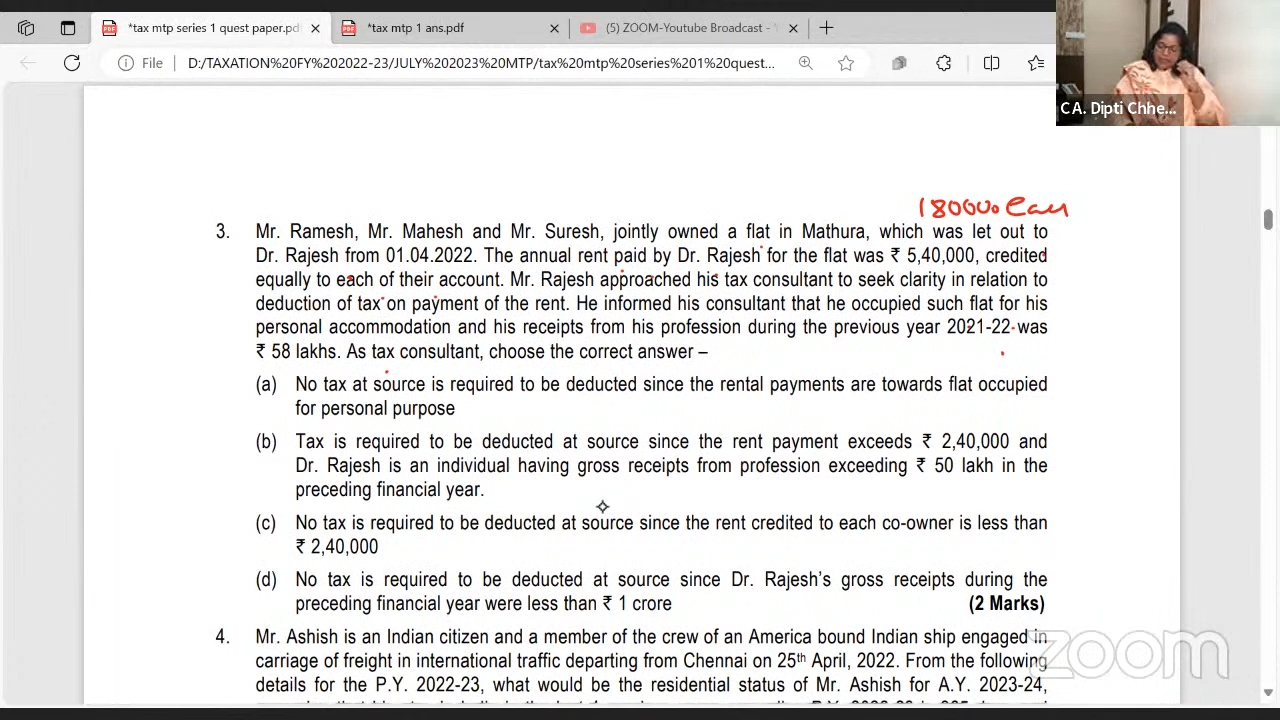 *tax mtp series 1 quest paper.pdf
*tax mtp 1 ans.pdf
(5) ZOOM-Youtube Broadcast -
File
D:/TAXATION%20FY%202022-23/JULY%202023%20MTP/tax%20mtp%20series%201%20quest...
C A. Dipti Chhe...
180000 each
3. Mr. Ramesh, Mr. Mahesh and Mr. Suresh, jointly owned a flat in Mathura, which was let out to
Dr. Rajesh from 01.04.2022. The annual rent paid by Dr. Rajesh for the flat was ₹ 5,40,000, credited
equally to each of their account. Mr. Rajesh approached his tax consultant to seek clarity in relation to
deduction of tax on payment of the rent. He informed his consultant that he occupied such flat for his
personal accommodation and his receipts from his profession during the previous year 2021-22 was
₹ 58 lakhs. As tax consultant, choose the correct answer –
(a) No tax at source is required to be deducted since the rental payments are towards flat occupied
for personal purpose
(b) Tax is required to be deducted at source since the rent payment exceeds ₹ 2,40,000 and
Dr. Rajesh is an individual having gross receipts from profession exceeding ₹ 50 lakh in the
preceding financial year.
(c) No tax is required to be deducted at source since the rent credited to each co-owner is less than
₹ 2,40,000
(d) No tax is required to be deducted at source since Dr. Rajesh's gross receipts during the
preceding financial year were less than ₹ 1 crore (2 Marks)
4. Mr. Ashish is an Indian citizen and a member of the crew of an America bound Indian ship engaged in
carriage of freight in international traffic departing from Chennai on 25th April, 2022. From the following
details for the P.Y. 2022-23, what would be the residential status of Mr. Ashish for A.Y. 2023-24,
zoom